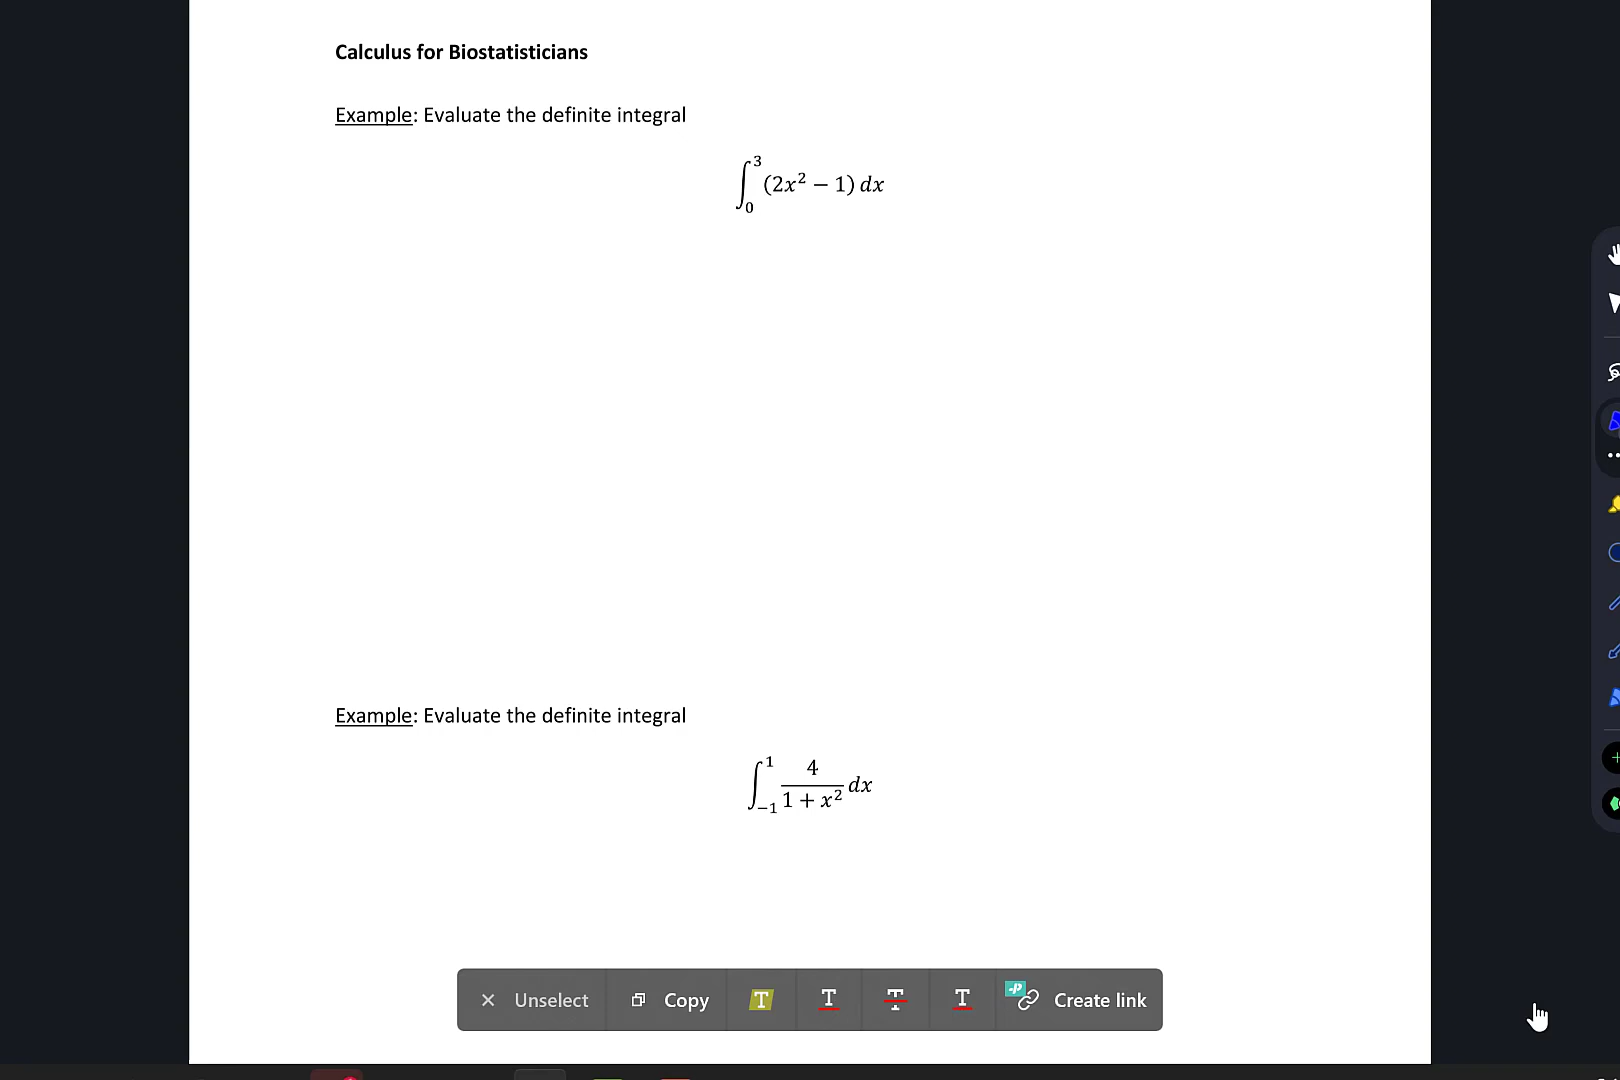 Calculus for Biostatisticians
Example: Evaluate the definite integral
∫₀³ (2x² − 1) dx
Example: Evaluate the definite integral
∫₋₁¹ 4/(1 + x²) dx
× Unselect Copy T T T T Create link